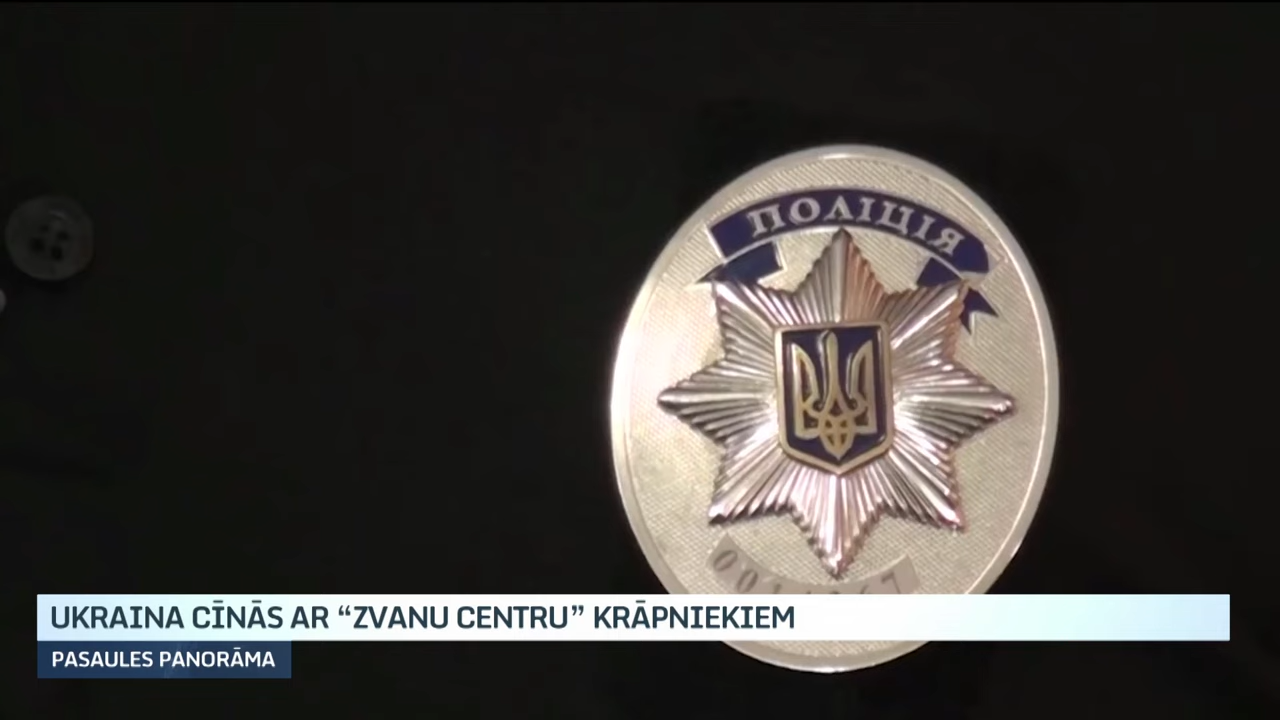 ПОЛІЦІЯ
UKRAINA CĪNĀS AR “ZVANU CENTRU” KRĀPNIEKIEM
PASAULES PANORĀMA